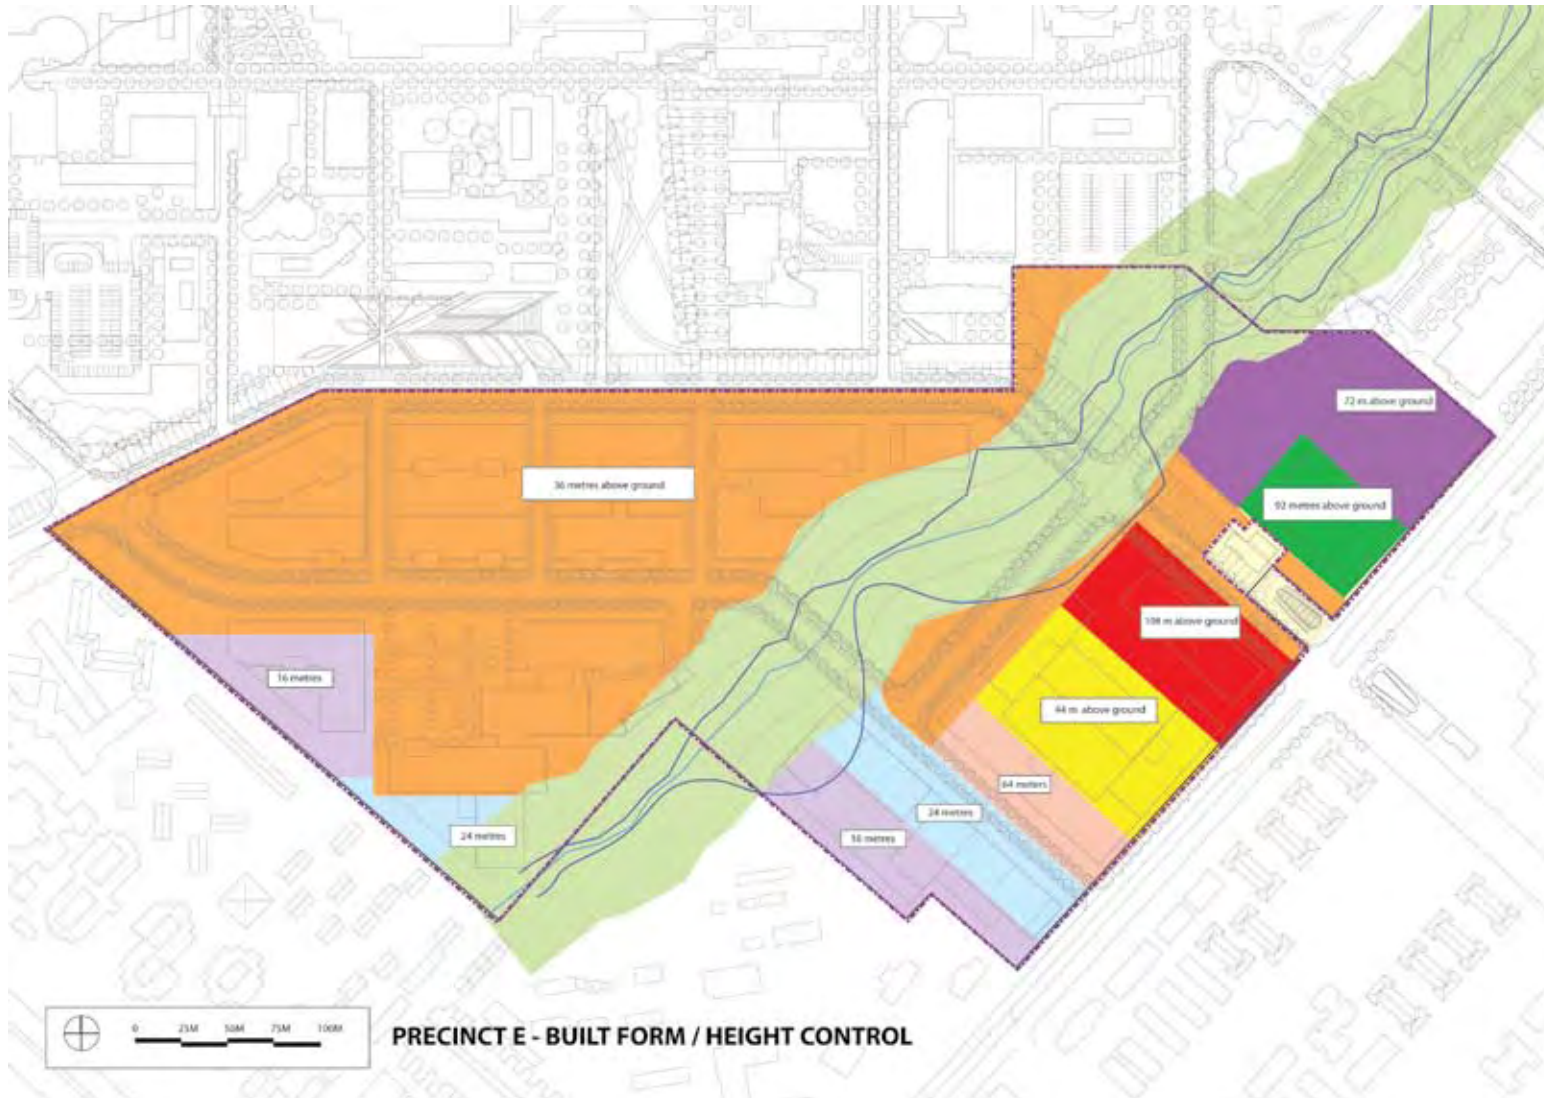 72 m above ground
36 metres above ground
92 metres above ground
108 m above ground
16 metres
44 m above ground
64 meters
24 metres
24 metres
16 metres
0 25M 50M 75M 100M
PRECINCT E - BUILT FORM / HEIGHT CONTROL